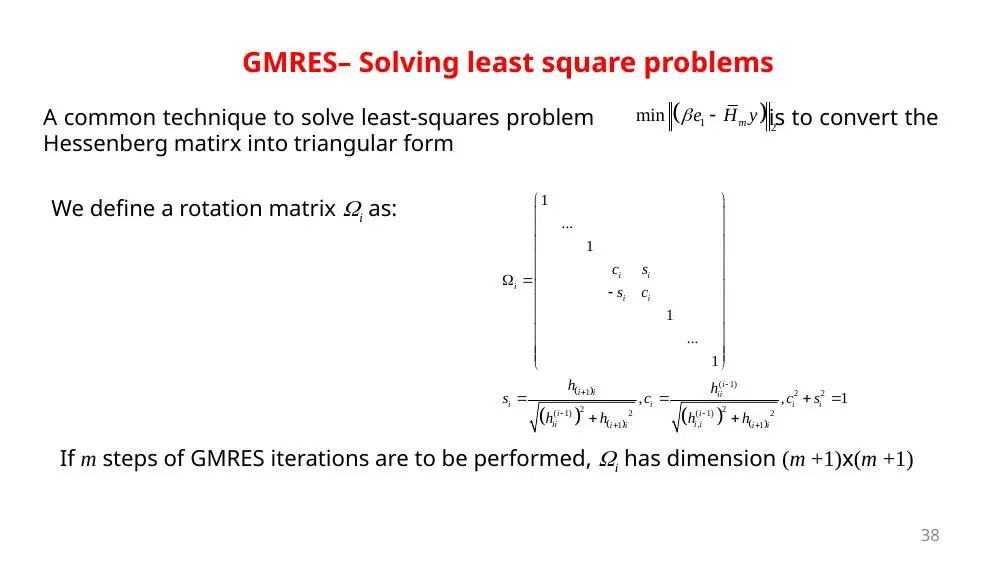 GMRES– Solving least square problems
A common technique to solve least-squares problem min ‖(βe₁ - H̅ₘ y)‖₂ is to convert the
Hessenberg matirx into triangular form
We define a rotation matrix Ωᵢ as:
1
...
1
cᵢ sᵢ
Ωᵢ =
- sᵢ cᵢ
1
...
1
sᵢ = h₍ᵢ₊₁₎ᵢ / √((hᵢᵢ^(i-1))² + h₍ᵢ₊₁₎ᵢ²) , cᵢ = hᵢᵢ^(i-1) / √((hᵢ,ᵢ^(i-1))² + h₍ᵢ₊₁₎ᵢ²) , cᵢ² + sᵢ² = 1
If m steps of GMRES iterations are to be performed, Ωᵢ has dimension (m +1)x(m +1)
38